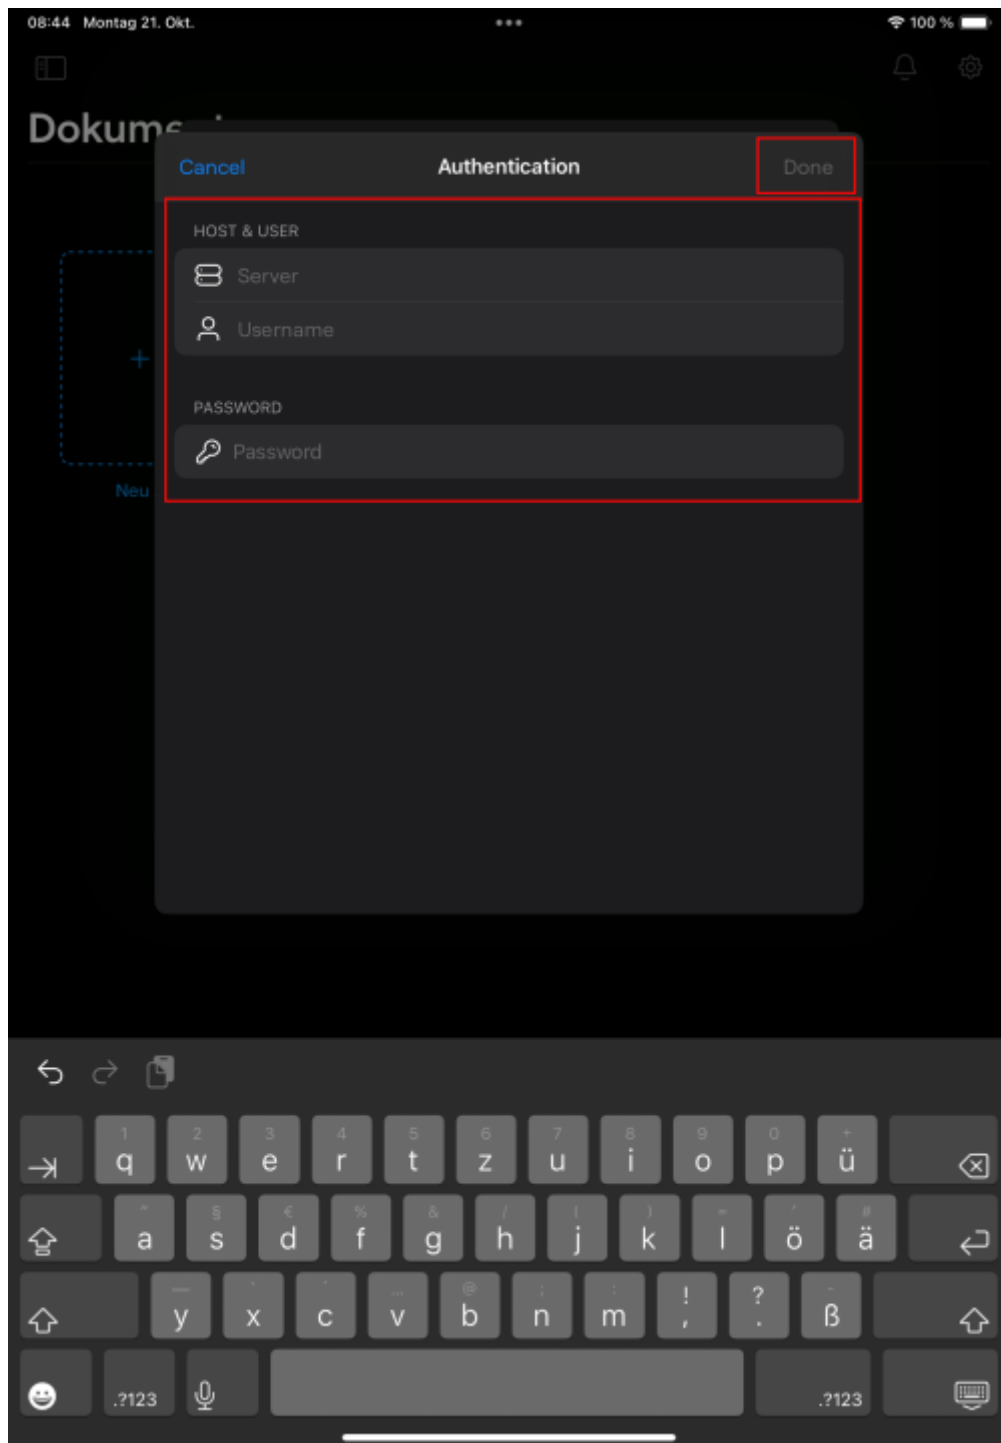 08:44 Montag 21. Okt.
100 %
Cancel
Authentication
Done
HOST & USER
Server
Username
PASSWORD
Password
Neu
1 2 3 4 5 6 7 8 9 0 +
q w e r t z u i o p ü
§ € % & / ( ) = #
a s d f g h j k l ö ä
@ ; : ! ?
y x c v b n m , . ß
.?123
.?123